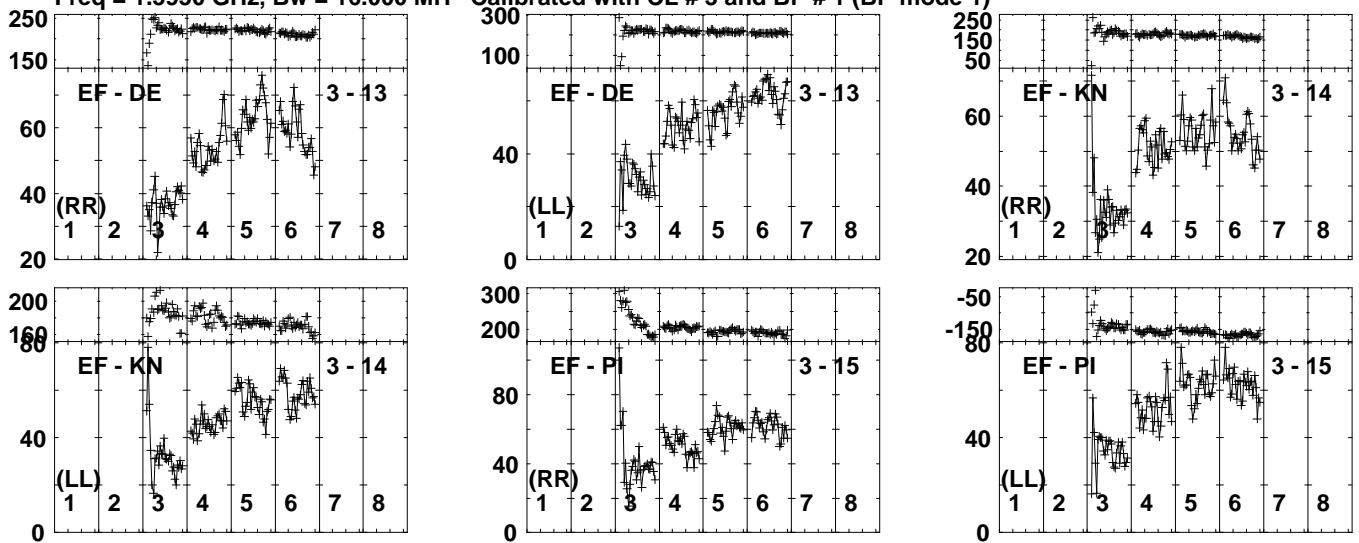 Freq = GHz, Bw = 16.000 MH Calibrated with CL # 3 and BP # 1 (BP mode 1)
250
150
EF - DE 3 - 13
60
40
(RR)
1 2 3 4 5 6 7 8
20
300
100
EF - DE 3 - 13
40
(LL)
1 2 3 4 5 6 7 8
0
250
150
50
EF - KN 3 - 14
60
40
(RR)
1 2 3 4 5 6 7 8
20
200
160
80
EF - KN 3 - 14
40
(LL)
1 2 3 4 5 6 7 8
0
300
200
EF - PI 3 - 15
80
40
(RR)
1 2 3 4 5 6 7 8
0
-50
-150
80
EF - PI 3 - 15
40
(LL)
1 2 3 4 5 6 7 8
0